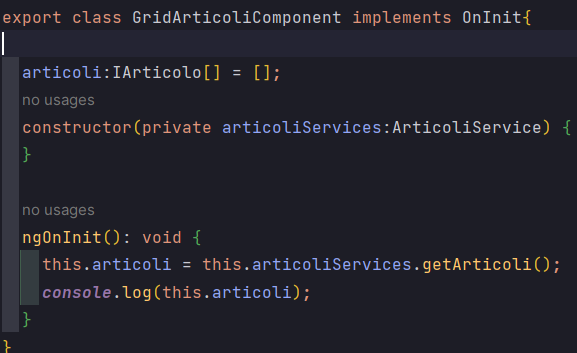 export class GridArticoliComponent implements OnInit{
articoli:IArticolo[] = [];
no usages
constructor(private articoliServices:ArticoliService) {
}
no usages
ngOnInit(): void {
this.articoli = this.articoliServices.getArticoli();
console.log(this.articoli);
}
}